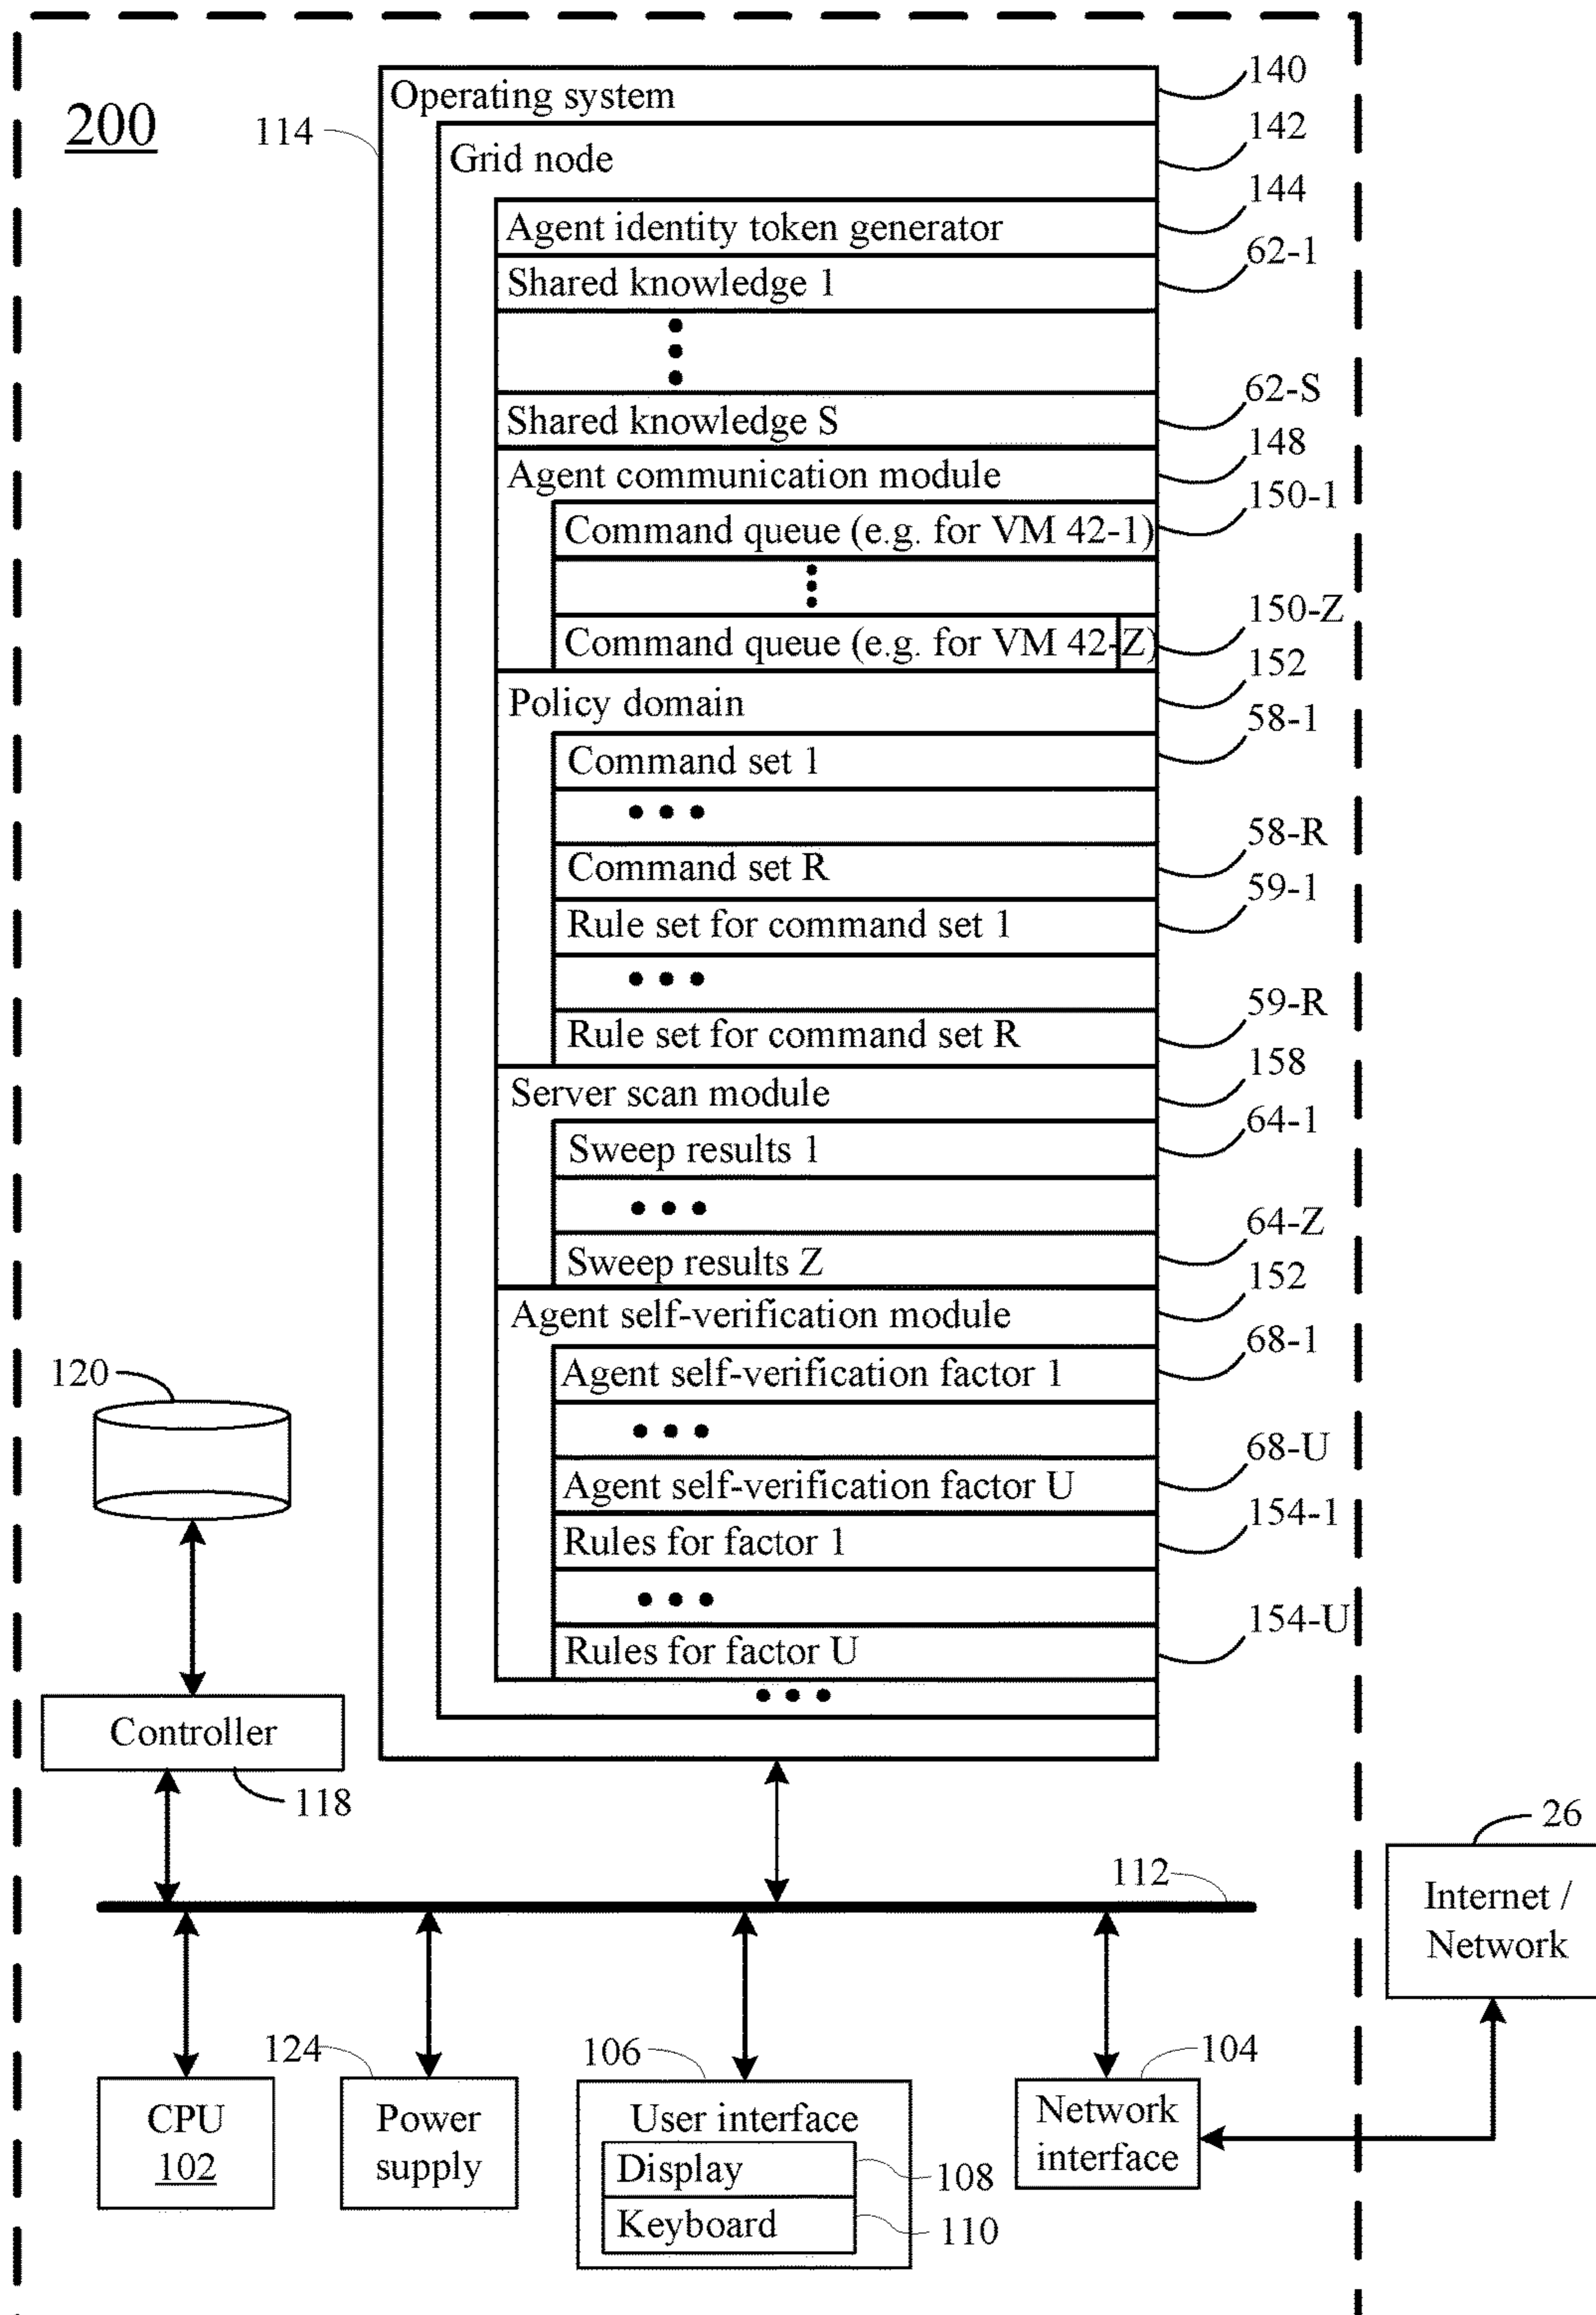 200
114
Operating system
140
Grid node
142
Agent identity token generator
144
Shared knowledge 1
62-1
Shared knowledge S
62-S
Agent communication module
148
Command queue (e.g. for VM 42-1)
150-1
Command queue (e.g. for VM 42-Z)
150-Z
Policy domain
152
Command set 1
58-1
Command set R
58-R
Rule set for command set 1
59-1
Rule set for command set R
59-R
Server scan module
158
Sweep results 1
64-1
Sweep results Z
64-Z
Agent self-verification module
152
Agent self-verification factor 1
68-1
Agent self-verification factor U
68-U
Rules for factor 1
154-1
Rules for factor U
154-U
120
Controller
118
112
26
Internet /
Network
CPU
102
124
Power
supply
106
User interface
Display
108
Keyboard
110
104
Network
interface